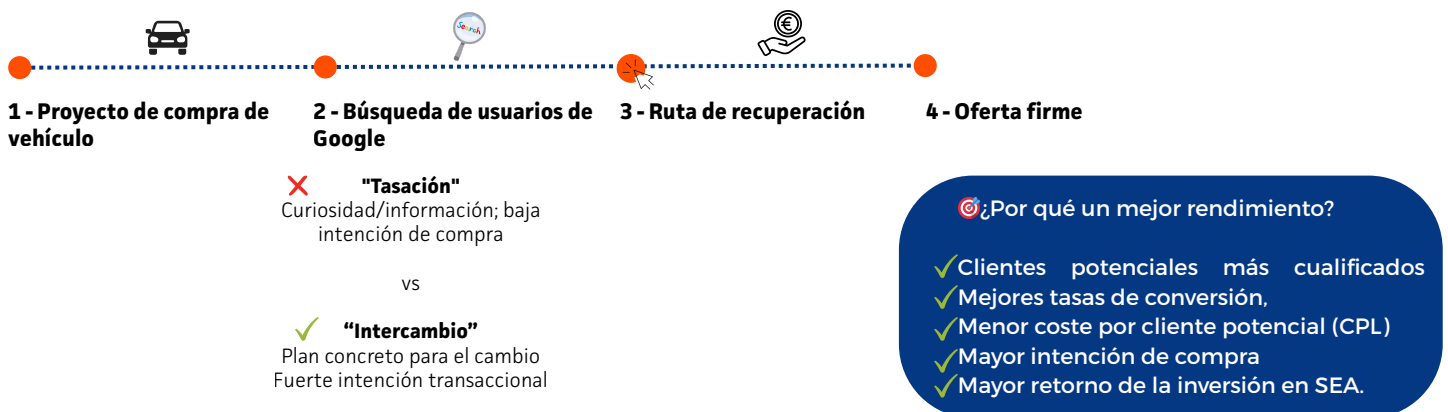 Search
1 - Proyecto de compra de
vehículo
2 - Búsqueda de usuarios de
Google
3 - Ruta de recuperación
4 - Oferta firme
"Tasación"
Curiosidad/información; baja
intención de compra
vs
“Intercambio”
Plan concreto para el cambio
Fuerte intención transaccional
¿Por qué un mejor rendimiento?
Clientes potenciales más cualificados
Mejores tasas de conversión,
Menor coste por cliente potencial (CPL)
Mayor intención de compra
Mayor retorno de la inversión en SEA.